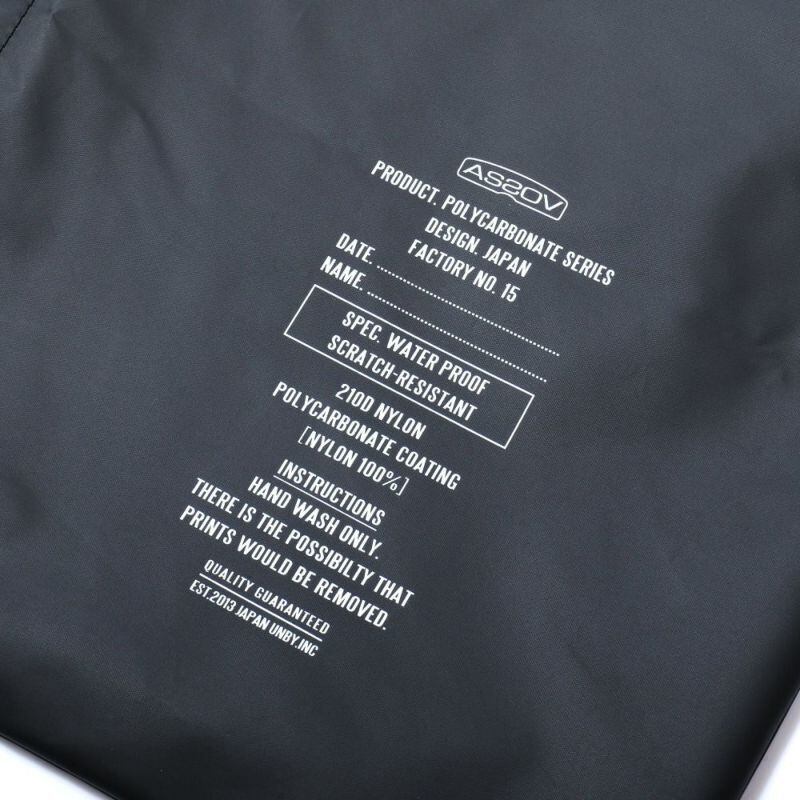 ASSOV
PRODUCT. POLYCARBONATE SERIES
DESIGN. JAPAN
FACTORY NO. 15
DATE.
NAME.
SPEC. WATER PROOF
SCRATCH-RESISTANT
210D NYLON
POLYCARBONATE COATING
[NYLON 100%]
INSTRUCTIONS
HAND WASH ONLY.
THERE IS THE POSSIBILTY THAT
PRINTS WOULD BE REMOVED.
QUALITY GUARANTEED
EST.2013 JAPAN UNBY.INC